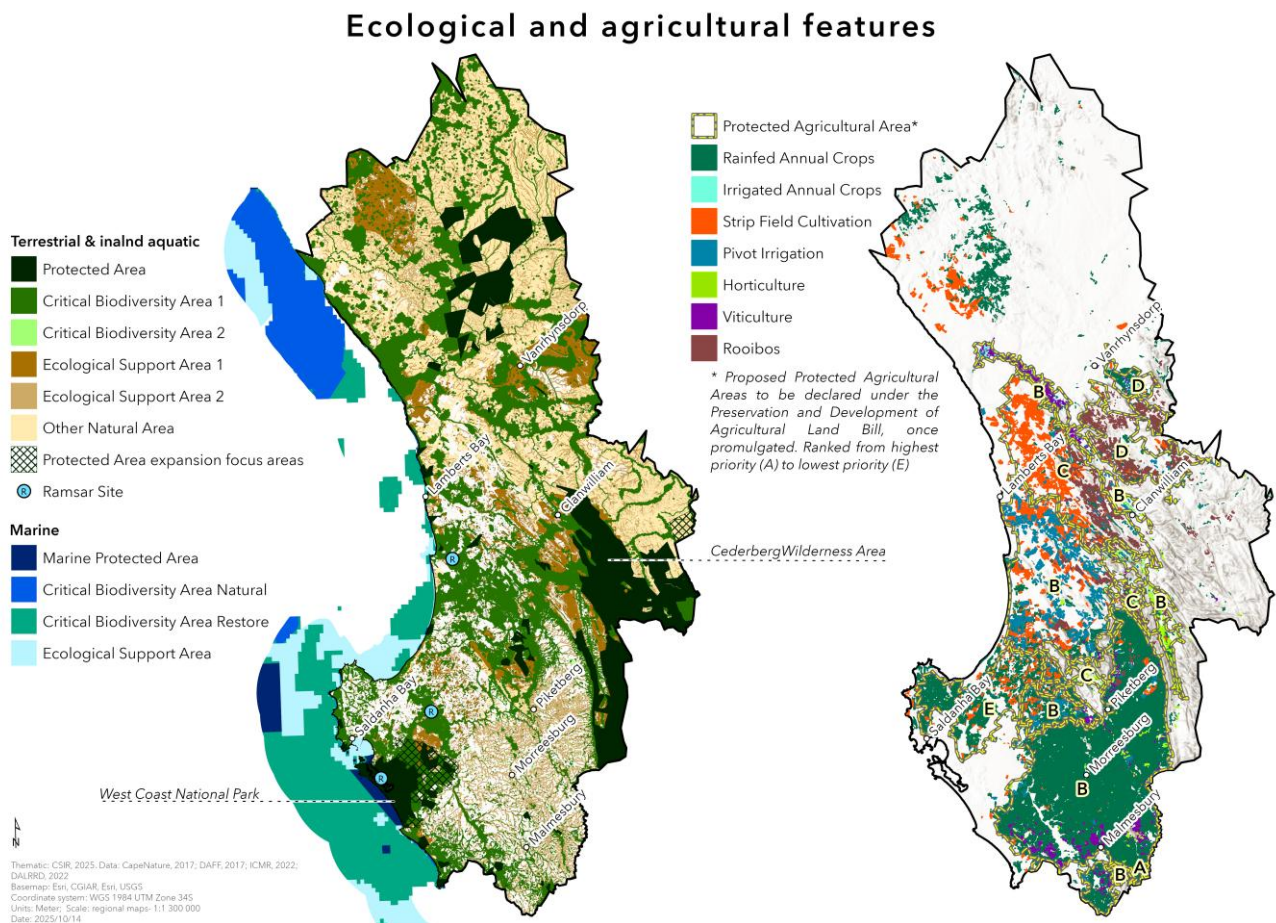 Ecological and agricultural features
Terrestrial & inalnd aquatic
Protected Area
Critical Biodiversity Area 1
Critical Biodiversity Area 2
Ecological Support Area 1
Ecological Support Area 2
Other Natural Area
Protected Area expansion focus areas
R
Ramsar Site
Marine
Marine Protected Area
Critical Biodiversity Area Natural
Critical Biodiversity Area Restore
Ecological Support Area
Vanrhynsdorp
Lamberts Bay
Clanwilliam
R
CederbergWilderness Area
Saldanha Bay
R
Piketberg
Morreesburg
R
West Coast National Park
Malmesbury
N
Thematic: CSIR, 2025. Data: CapeNature, 2017; DAFF, 2017; ICMR, 2022;
DALRRD, 2022
Basemap: Esri, CGIAR, Esri, USGS
Coordinate system: WGS 1984 UTM Zone 34S
Units: Meter; Scale: regional maps- 1:1 300 000
Date: 2025/10/14
Protected Agricultural Area*
Rainfed Annual Crops
Irrigated Annual Crops
Strip Field Cultivation
Pivot Irrigation
Horticulture
Viticulture
Rooibos
* Proposed Protected Agricultural
Areas to be declared under the
Preservation and Development of
Agricultural Land Bill, once
promulgated. Ranked from highest
priority (A) to lowest priority (E)
Vanrhynsdorp
D
B
D
Lamberts Bay
C
B
Clanwilliam
B
C
B
C
Saldanha Bay
E
B
Piketberg
Morreesburg
B
Malmesbury
B
A